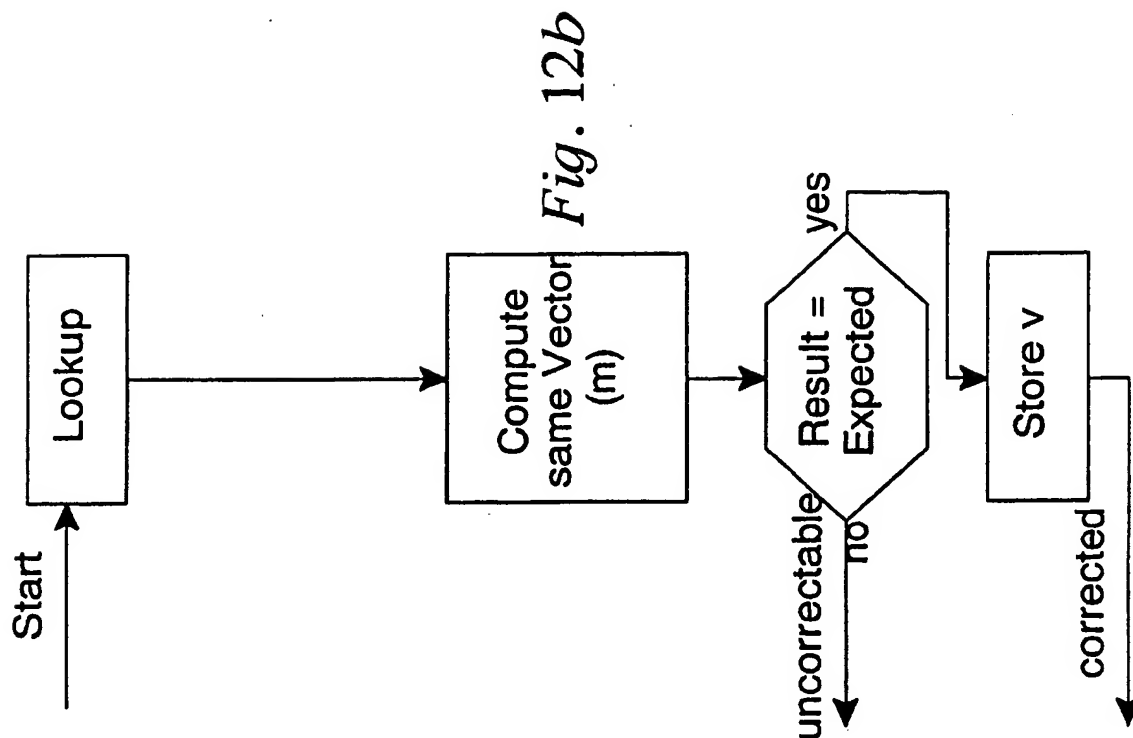 Start
Lookup
Compute
same Vector
(m)
Result =
Expected
yes
uncorrectable
no
Store v
corrected
Fig. 12b